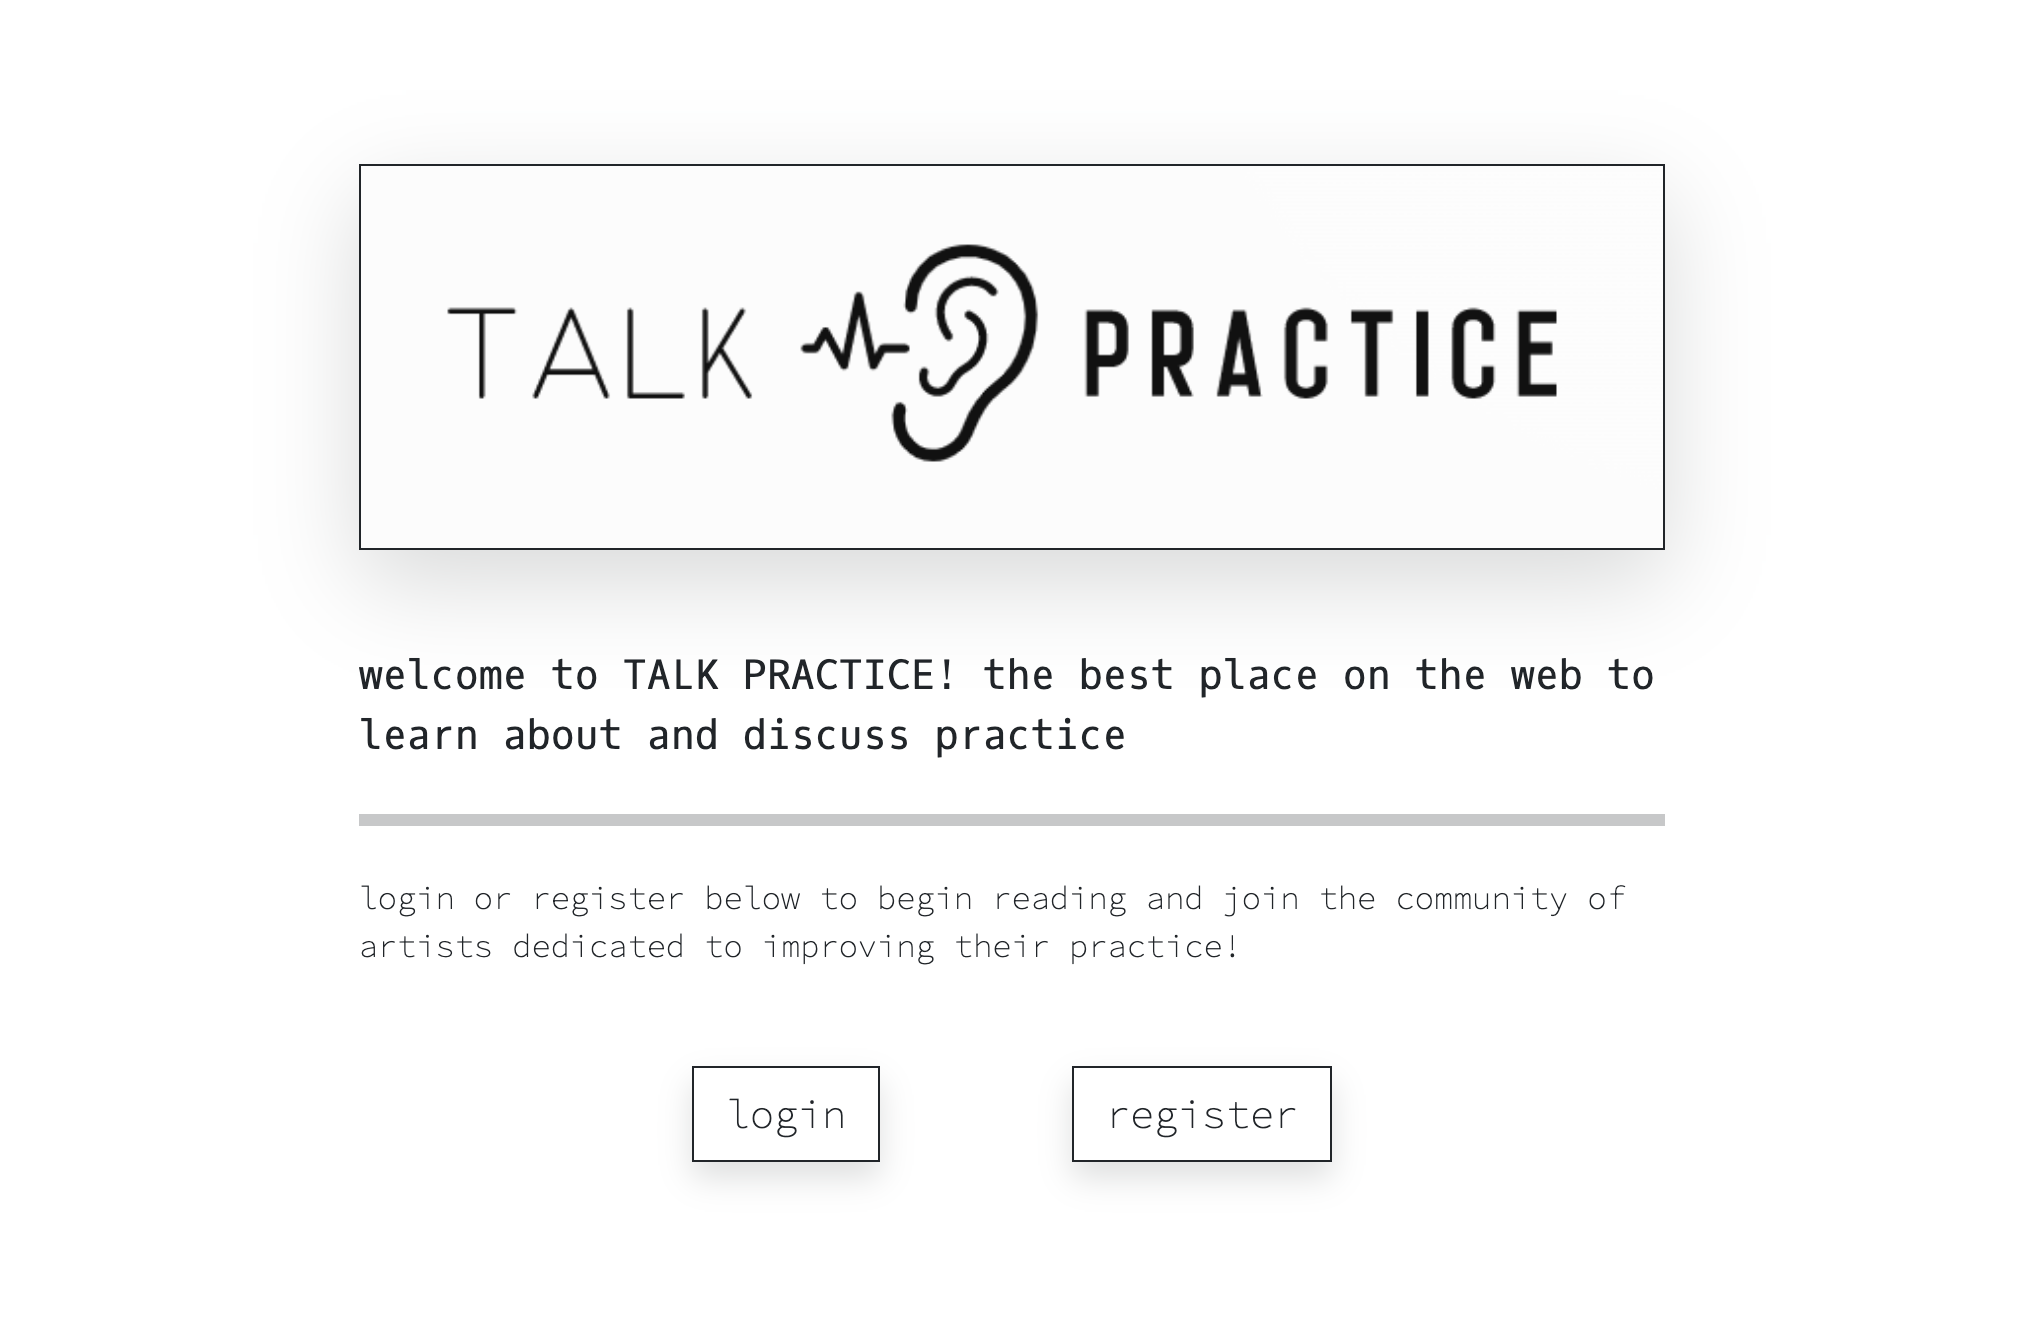 TALK PRACTICE
welcome to TALK PRACTICE! the best place on the web to
learn about and discuss practice
login or register below to begin reading and join the community of
artists dedicated to improving their practice!
login register